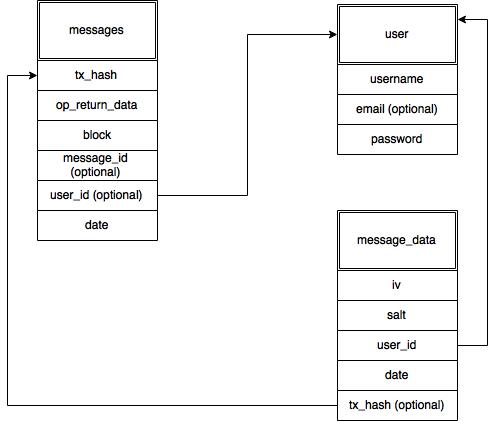 messages
tx_hash
op_return_data
block
message_id
(optional)
user_id (optional)
date
user
username
email (optional)
password
message_data
iv
salt
user_id
date
tx_hash (optional)